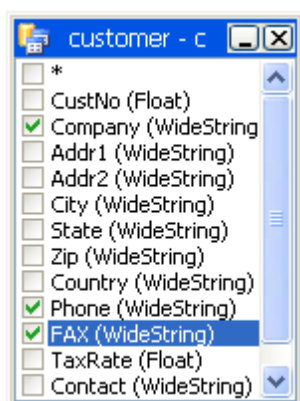 customer - c
*
CustNo (Float)
Company (WideString
Addr1 (WideString)
Addr2 (WideString)
City (WideString)
State (WideString)
Zip (WideString)
Country (WideString)
Phone (WideString)
FAX (WideString)
TaxRate (Float)
Contact (WideString)